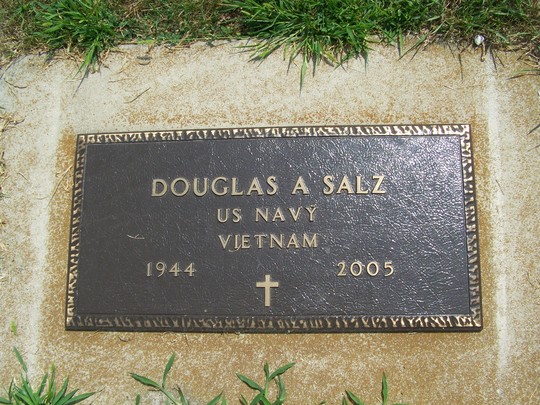 DOUGLAS A SALZ
US NAVY
VIETNAM
1944 2005